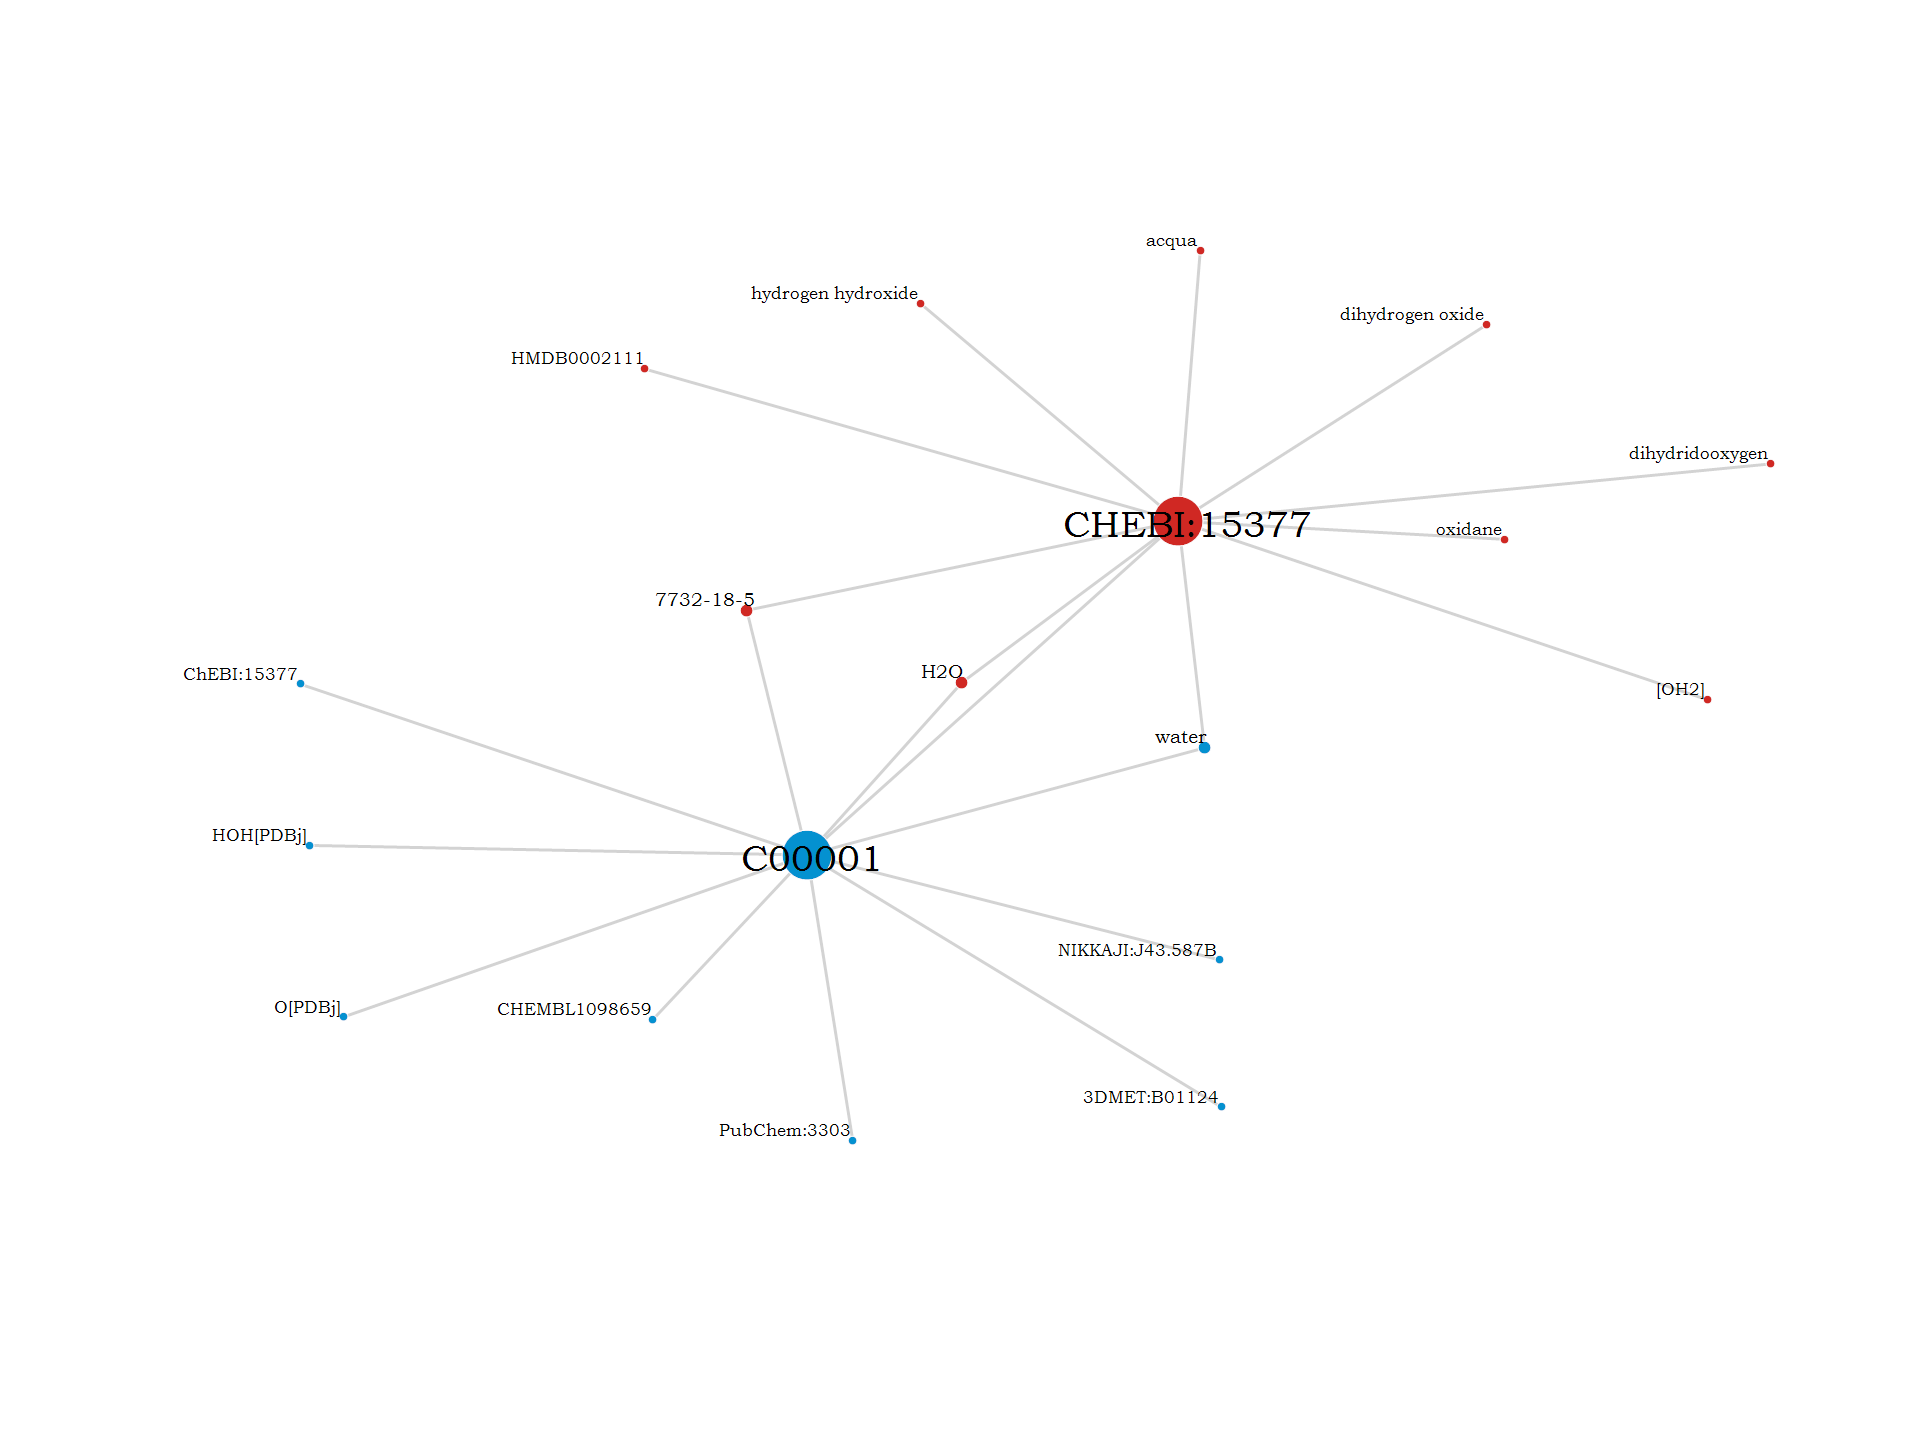 acqua
hydrogen hydroxide
dihydrogen oxide
HMDB0002111
dihydridooxygen
CHEBI:15377
oxidane
7732-18-5
H2O
ChEBI:15377
[OH2]
water
HOH[PDBj]
C00001
NIKKAJI:J43.587B
O[PDBj]
CHEMBL1098659
3DMET:B01124
PubChem:3303